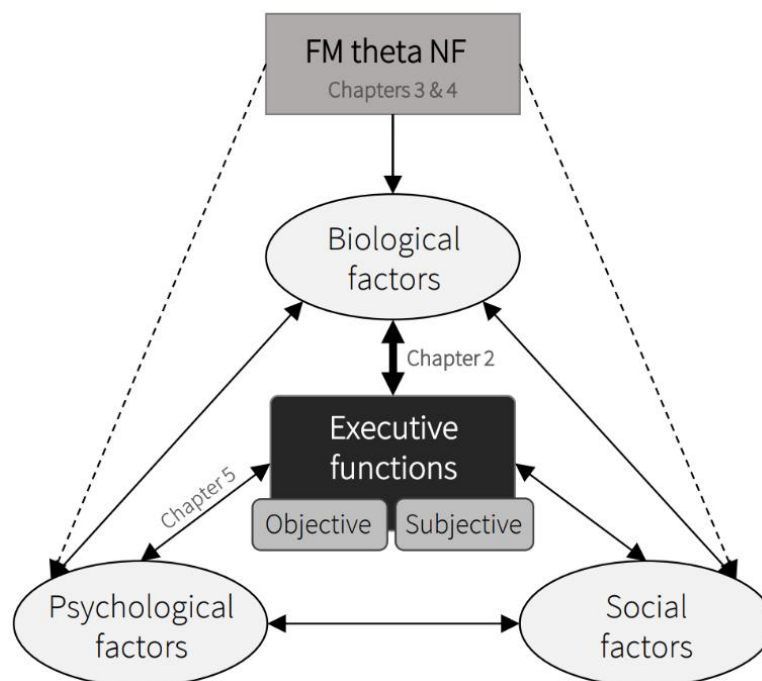 FM theta NF
Chapters 3 & 4
Biological
factors
Chapter 2
Executive
functions
Chapter 5
Objective
Subjective
Psychological
factors
Social
factors